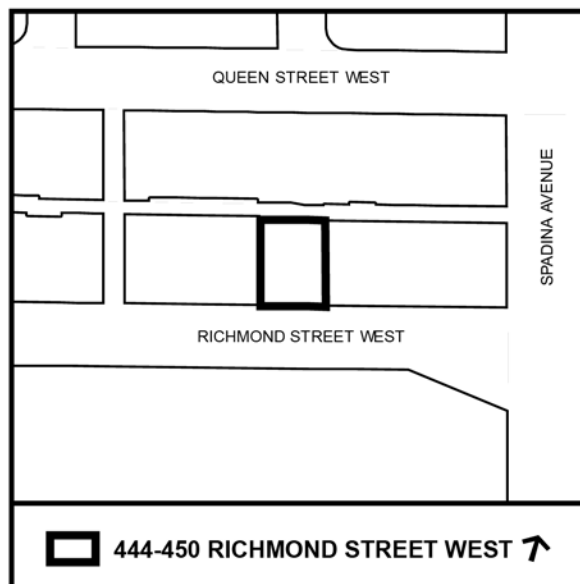 QUEEN STREET WEST
SPADINA AVENUE
RICHMOND STREET WEST
444-450 RICHMOND STREET WEST